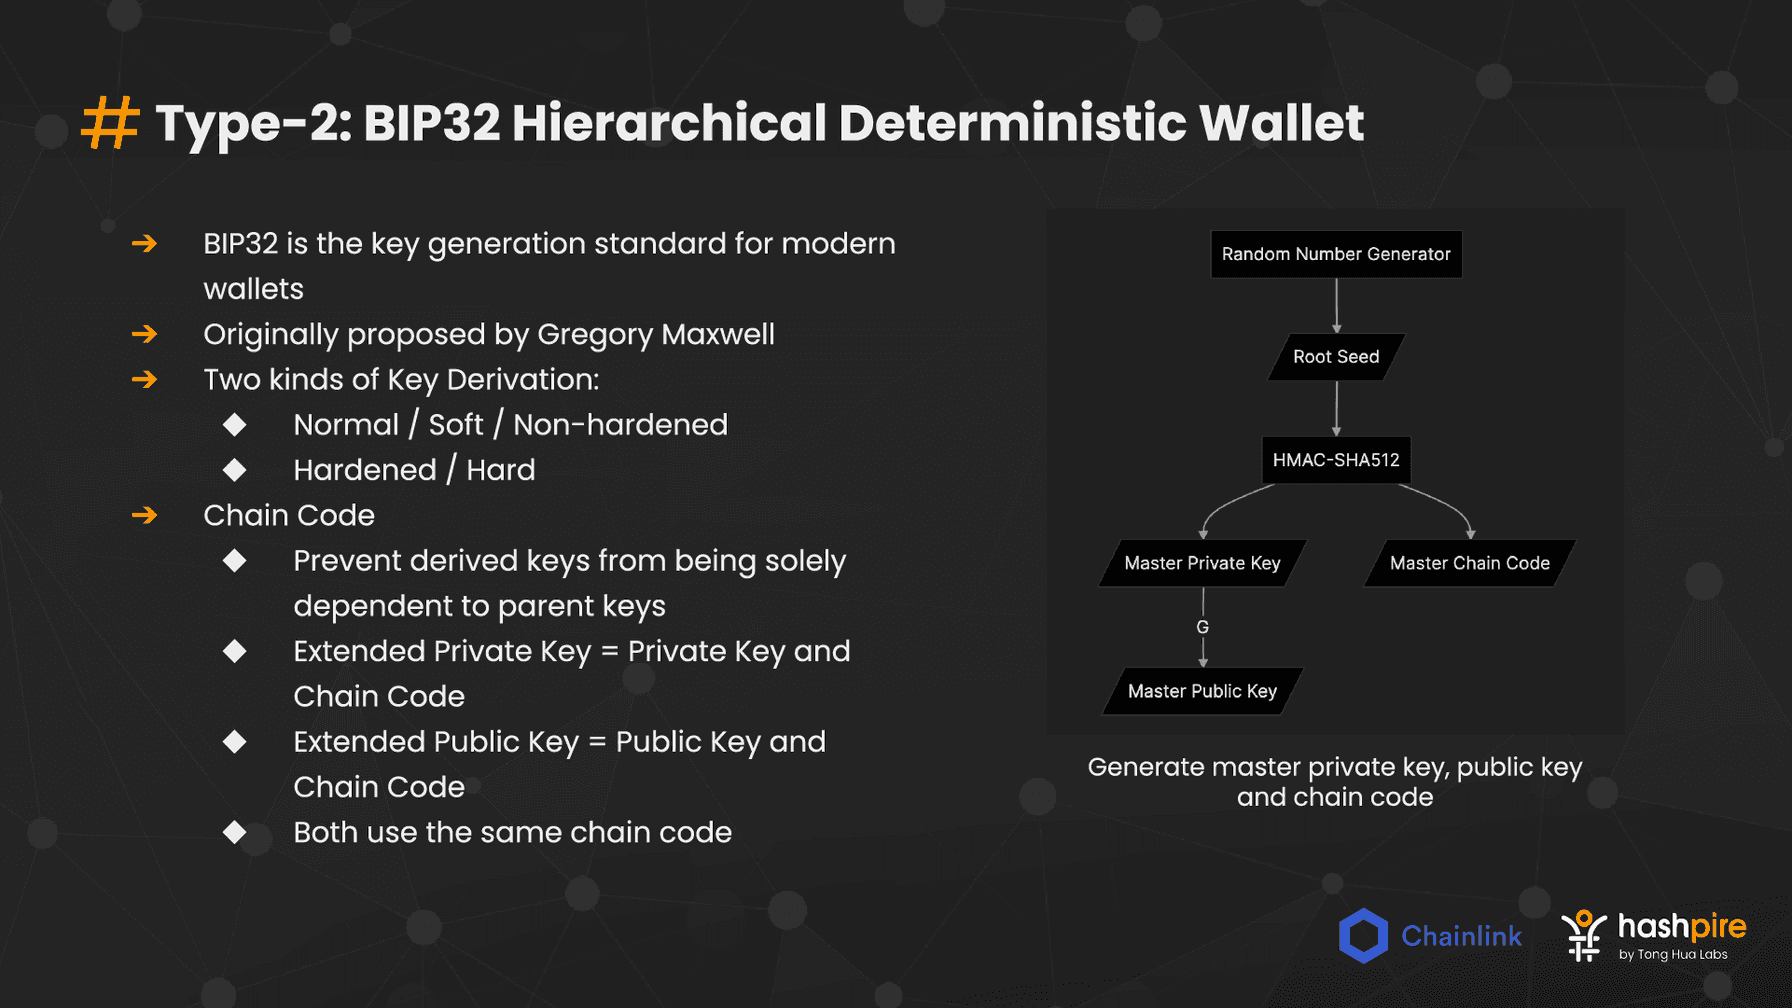 # Type-2: BIP32 Hierarchical Deterministic Wallet
➔ BIP32 is the key generation standard for modern
wallets
➔ Originally proposed by Gregory Maxwell
➔ Two kinds of Key Derivation:
◆ Normal / Soft / Non-hardened
◆ Hardened / Hard
➔ Chain Code
◆ Prevent derived keys from being solely
dependent to parent keys
◆ Extended Private Key = Private Key and
Chain Code
◆ Extended Public Key = Public Key and
Chain Code
◆ Both use the same chain code
Random Number Generator
Root Seed
HMAC-SHA512
Master Private Key
Master Chain Code
G
Master Public Key
Generate master private key, public key
and chain code
Chainlink
hashpire
by Tong Hua Labs